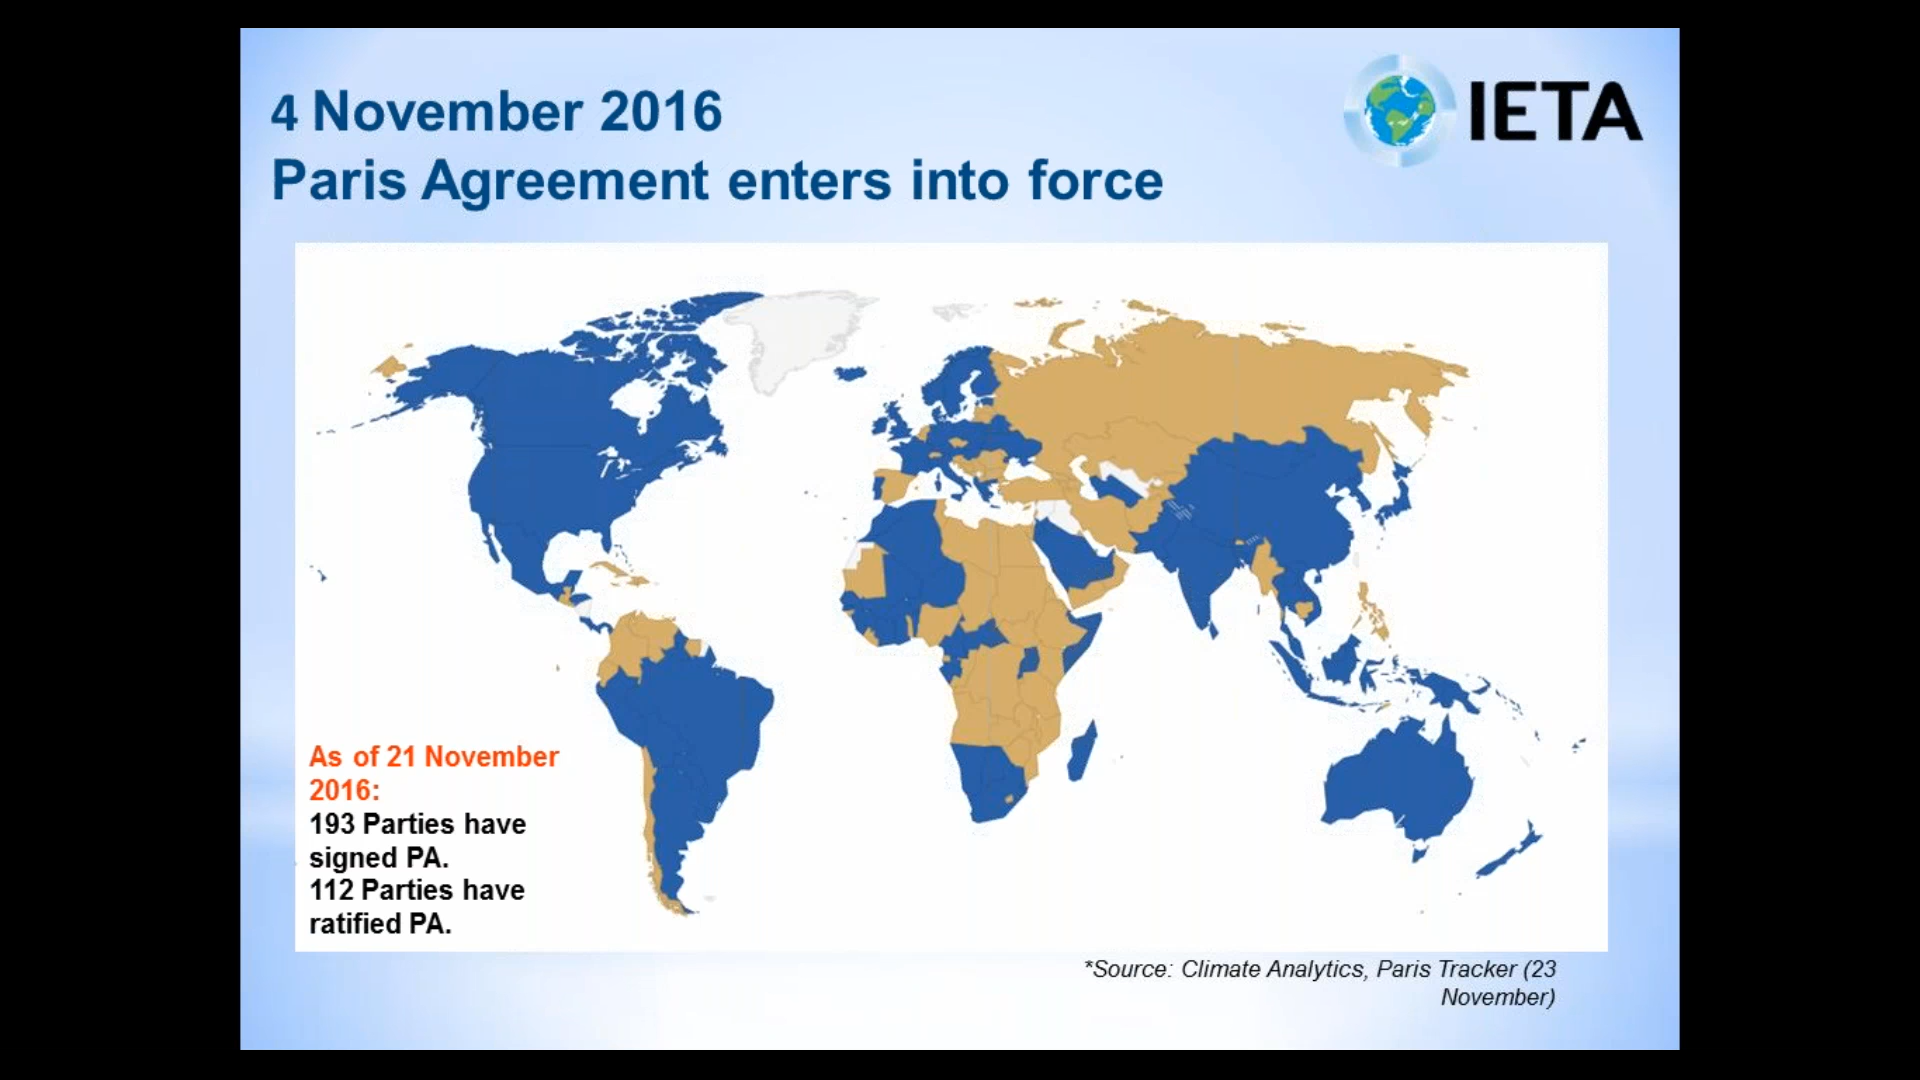 4 November 2016
Paris Agreement enters into force
IETA
As of 21 November
2016:
193 Parties have
signed PA.
112 Parties have
ratified PA.
*Source: Climate Analytics, Paris Tracker (23
November)